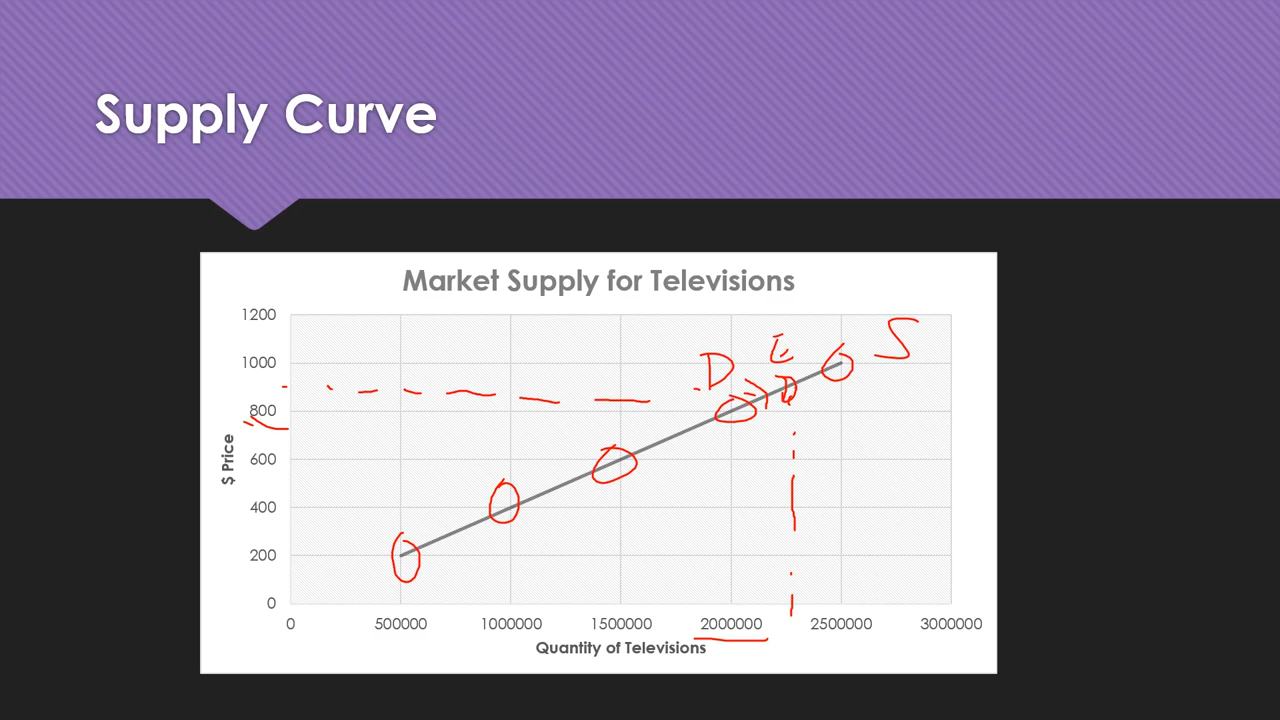 Supply Curve
Market Supply for Televisions
1200
1000
800
600
400
200
0
$ Price
D
E
S
0 500000 1000000 1500000 2000000 2500000 3000000
Quantity of Televisions